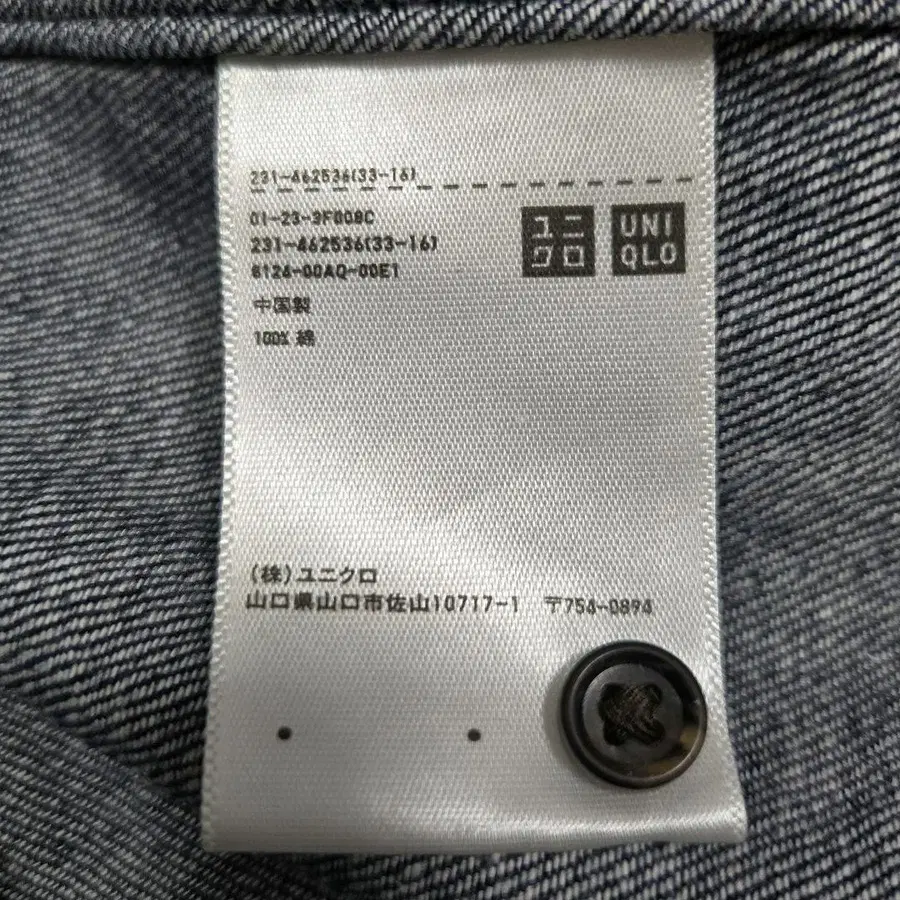 231-462536(33-16)
01-23-3F008C
231-462536(33-16)
6124-00AQ-00E1
中国製
100% 綿
ユニ
クロ
UNI
QLO
(株)ユニクロ
山口県山口市佐山10717-1 〒754-0894